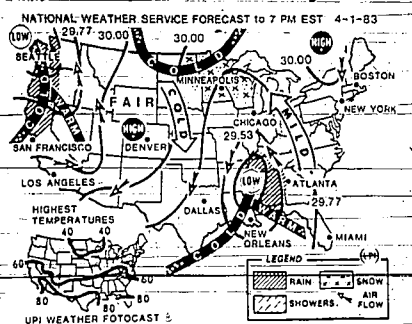 NATIONAL WEATHER SERVICE FORECAST to 7 PM EST 4-1-83
LOW
29.77
30.00
30.00
HIGH
30.00
SEATTLE
COLD
MINNEAPOLIS
BOSTON
NEW YORK
FAIR
COLD
COLD
WARM
HIGH
CHICAGO
MILD
29.53
SAN FRANCISCO
DENVER
LOS ANGELES
LOW
ATLANTA
29.77
HIGHEST
TEMPERATURES
DALLAS
WARM
COLD
NEW
ORLEANS
MIAMI
40
40
60
60
80
80
LEGEND
RAIN
SNOW
SHOWERS
AIR
FLOW
UPI WEATHER FOTOCAST